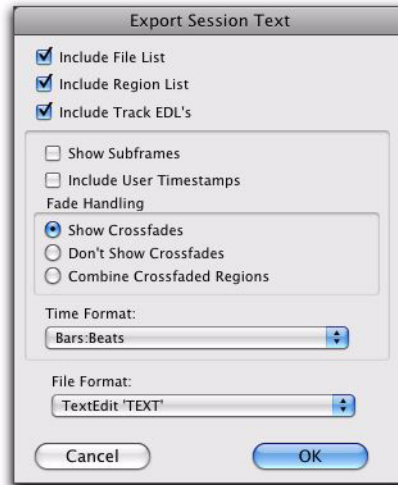 Export Session Text
Include File List
Include Region List
Include Track EDL's
Show Subframes
Include User Timestamps
Fade Handling
Show Crossfades
Don't Show Crossfades
Combine Crossfaded Regions
Time Format:
Bars:Beats
File Format:
TextEdit 'TEXT'
Cancel OK